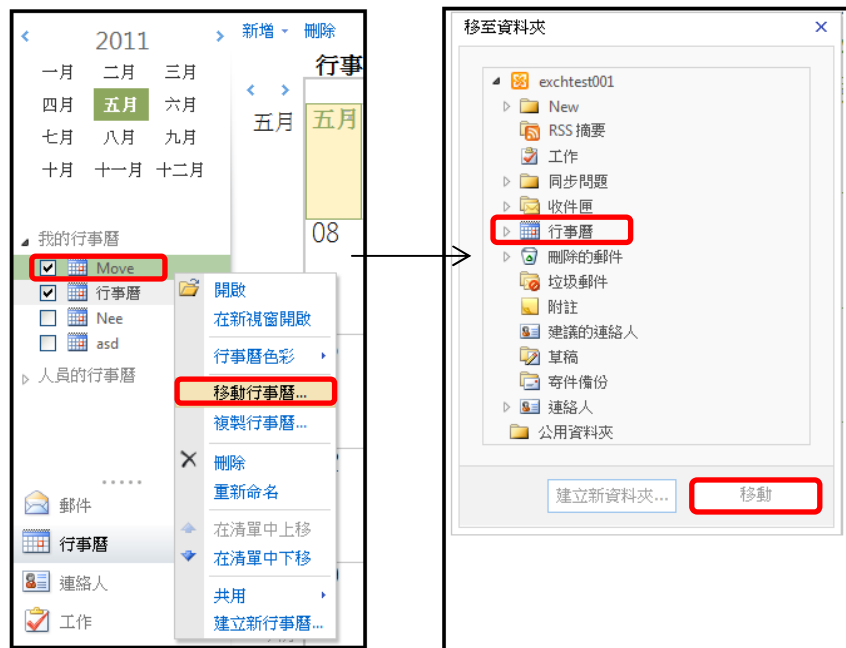 2011
一月 二月 三月
四月 五月 六月
七月 八月 九月
十月 十一月 十二月
我的行事曆
Move
行事曆
Nee
asd
人員的行事曆
郵件
行事曆
連絡人
工作
新增 刪除
行事
五月 五月
08
開啟
在新視窗開啟
行事曆色彩
移動行事曆...
複製行事曆...
刪除
重新命名
在清單中上移
在清單中下移
共用
建立新行事曆...
移至資料夾
exchtest001
New
RSS 摘要
工作
同步問題
收件匣
行事曆
刪除的郵件
垃圾郵件
附註
建議的連絡人
草稿
寄件備份
連絡人
公用資料夾
建立新資料夾... 移動